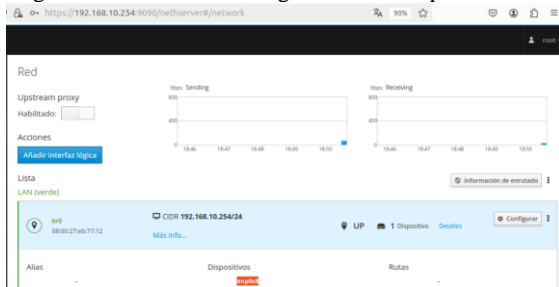 https://192.168.10.254:9090/nethserver#/network
90%
root
Red
Upstream proxy
Habilitado:
Acciones
Añadir interfaz lógica
Kbps Sending
800
400
0
18:46 18:47 18:48 18:49 18:50
Kbps Receiving
800
400
0
18:46 18:47 18:48 18:49 18:50
Lista
Información de enrutado
LAN (verde)
br0
08:00:27:eb:77:12
CIDR 192.168.10.254/24
Más info...
UP
1 Dispositivo
Detalles
Configurar
Alias
-
Dispositivos
enp0s8
Rutas
-